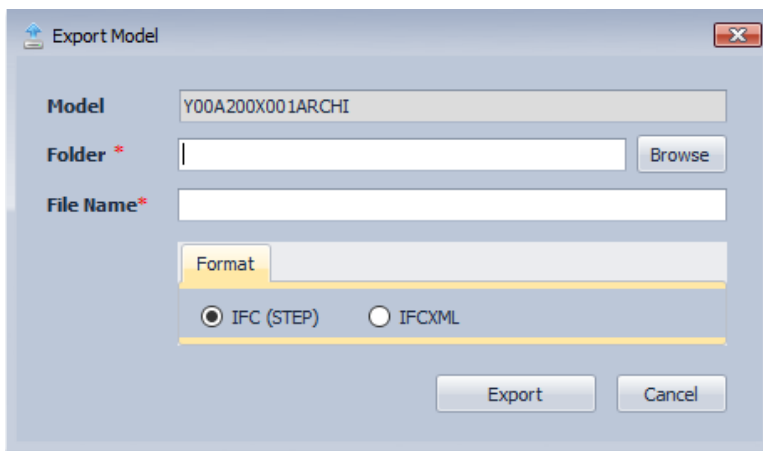 Export Model
Model Y00A200X001ARCHI
Folder * Browse
File Name*
Format
IFC (STEP) IFCXML
Export Cancel